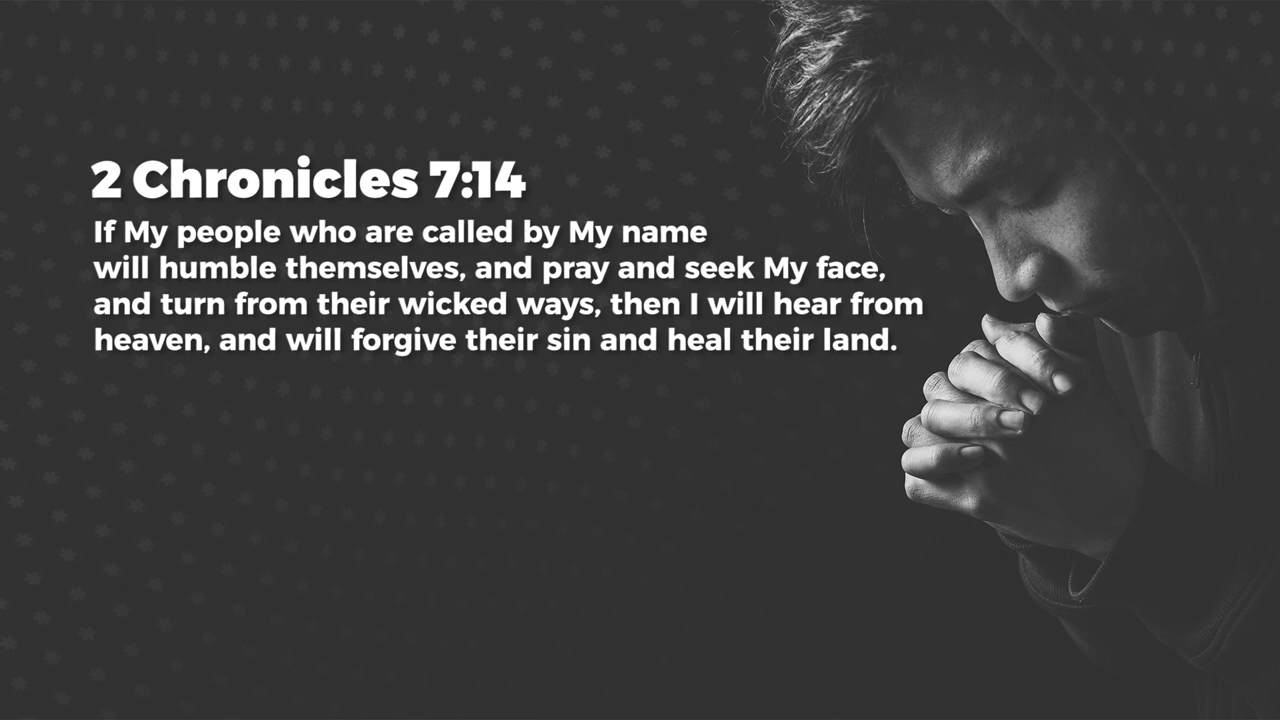 2 Chronicles 7:14
If My people who are called by My name
will humble themselves, and pray and seek My face,
and turn from their wicked ways, then I will hear from
heaven, and will forgive their sin and heal their land.